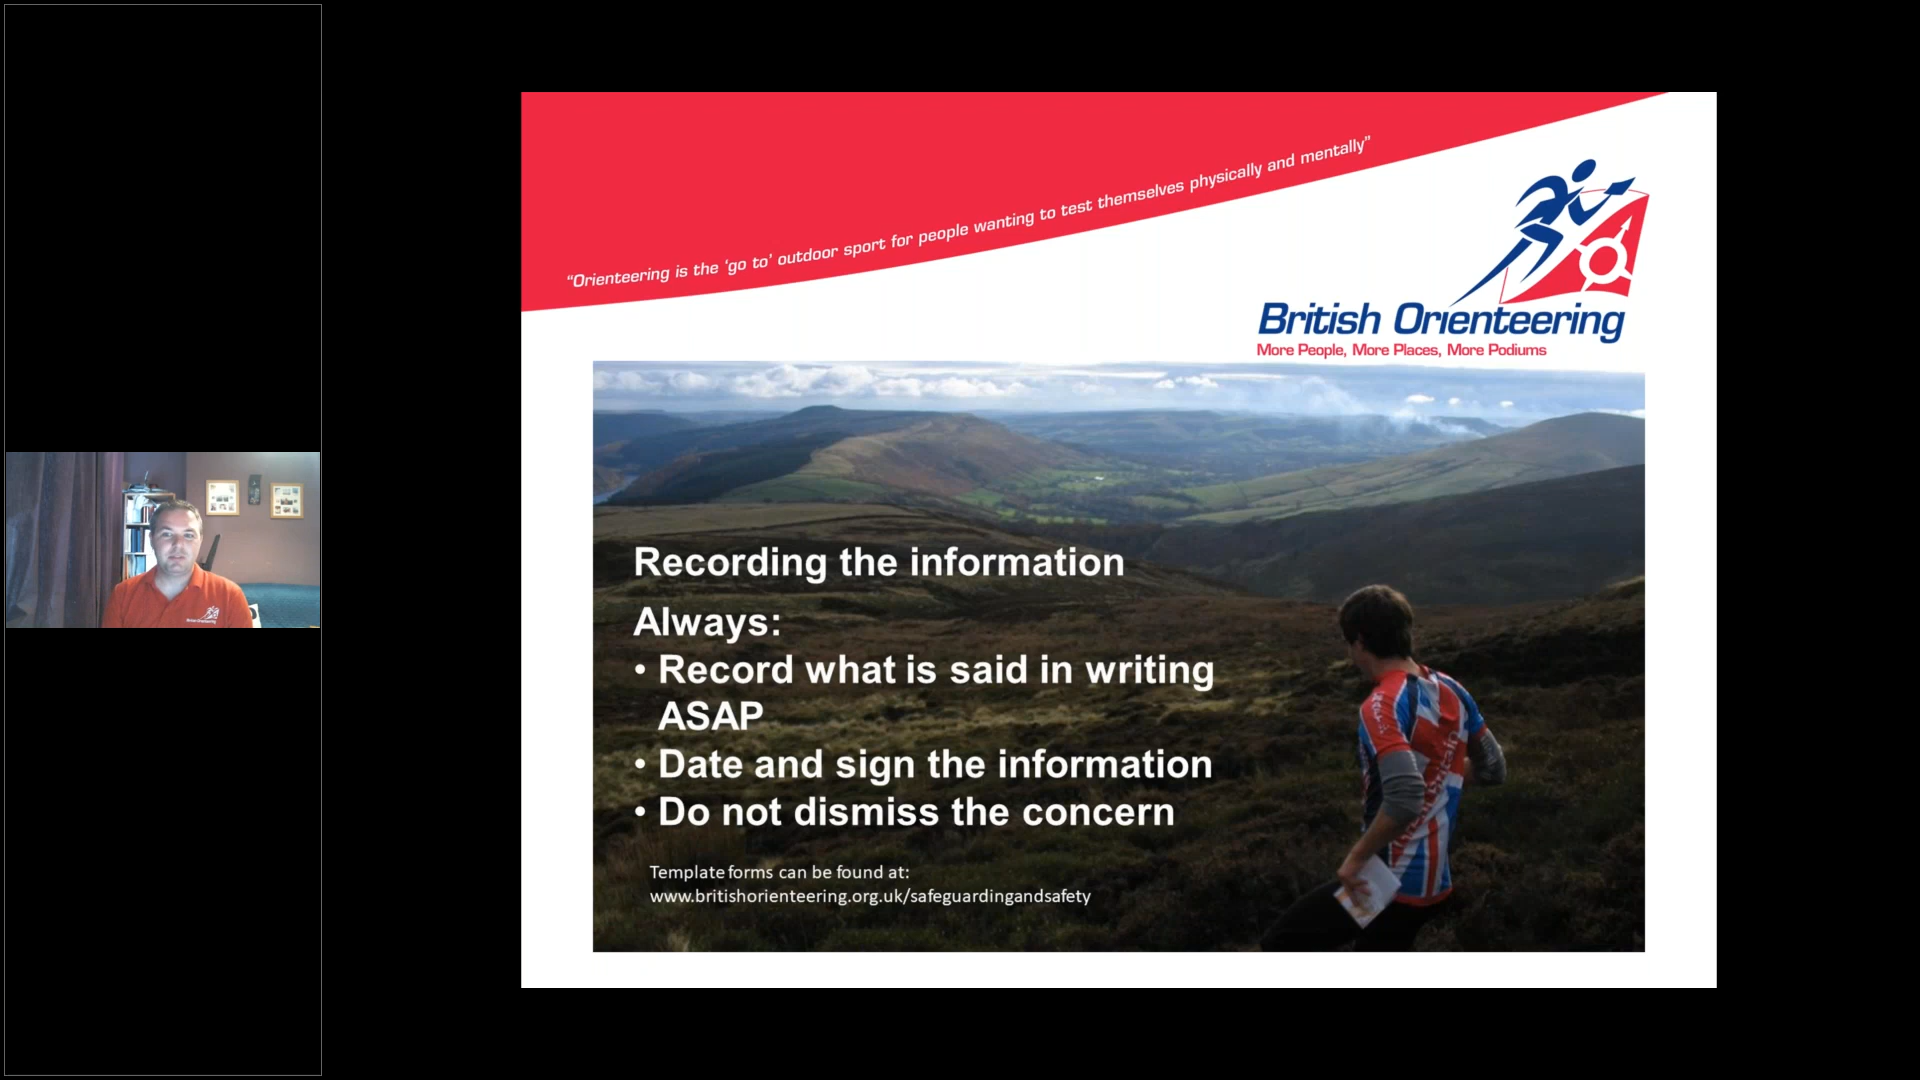 “Orienteering is the ‘go to’ outdoor sport for people wanting to test themselves physically and mentally”
British Orienteering
More People, More Places, More Podiums
Recording the information
Always:
• Record what is said in writing
ASAP
• Date and sign the information
• Do not dismiss the concern
Template forms can be found at:
www.britishorienteering.org.uk/safeguardingandsafety